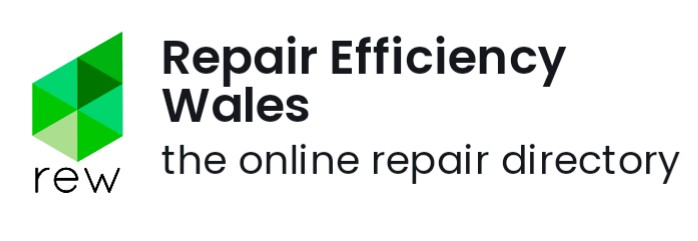 Repair Efficiency
Wales
the online repair directory
rew